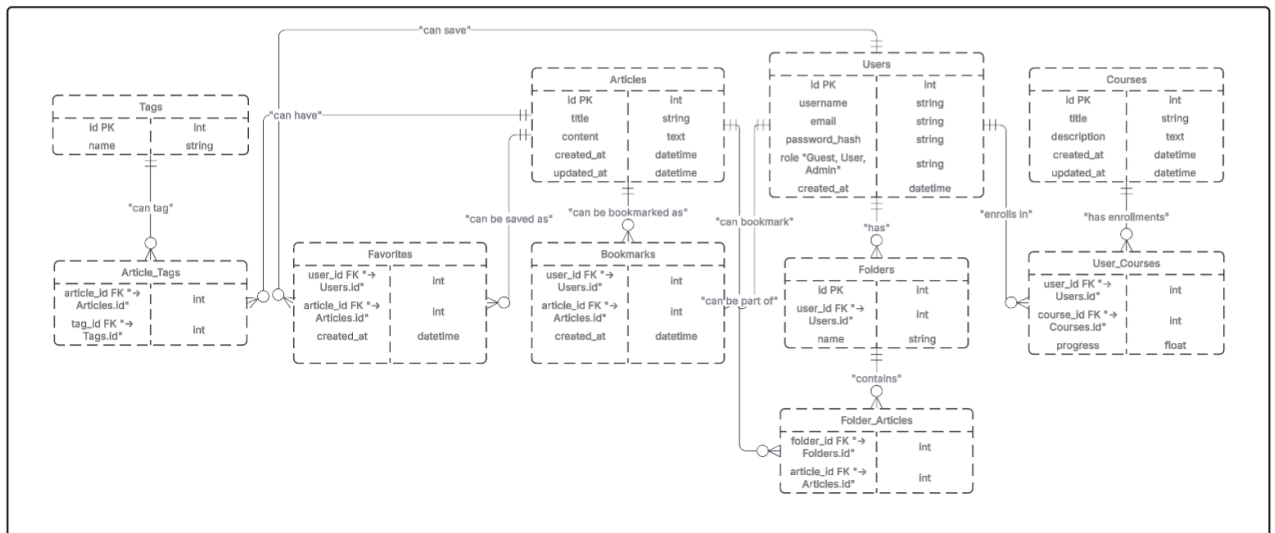 "can save"
Tags
id PK int
name string
"can tag"
Article_Tags
article_id FK "→
Articles.id"
int
tag_id FK "→
Tags.id"
int
"can have"
Favorites
user_id FK "→
Users.id"
int
article_id FK "→
Articles.id"
int
created_at datetime
"can be saved as"
Articles
id PK int
title string
content text
created_at datetime
updated_at datetime
"can be bookmarked as"
Bookmarks
user_id FK "→
Users.id"
int
article_id FK "→
Articles.id"
int
created_at datetime
"can bookmark"
"can be part of"
Users
id PK int
username string
email string
password_hash string
role "Guest, User,
Admin"
string
created_at datetime
"has"
Folders
id PK int
user_id FK "→
Users.id"
int
name string
"contains"
Folder_Articles
folder_id FK "→
Folders.id"
int
article_id FK "→
Articles.id"
int
"enrolls in"
Courses
id PK int
title string
description text
created_at datetime
updated_at datetime
"has enrollments"
User_Courses
user_id FK "→
Users.id"
int
course_id FK "→
Courses.id"
int
progress float